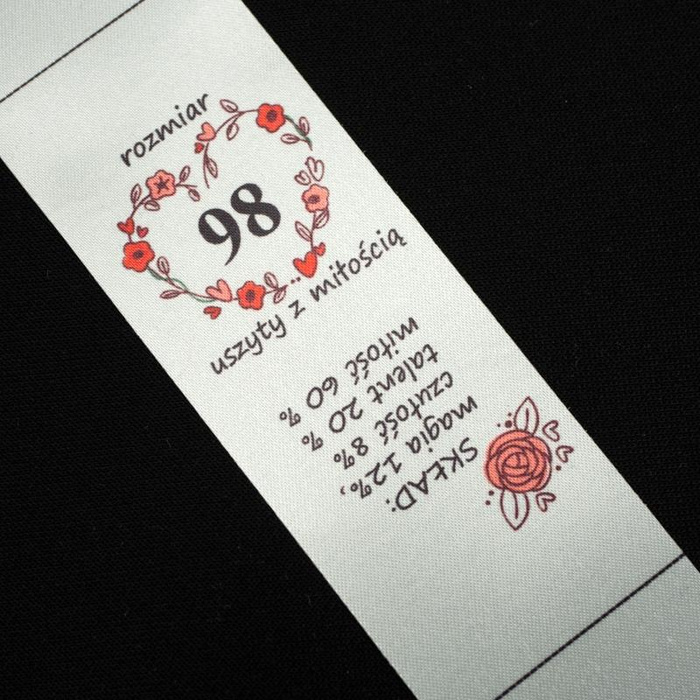 rozmiar
98
uszyty z miłością
SKŁAD:
magia 12%,
czułość 8%
talent 20 %
miłość 60 %